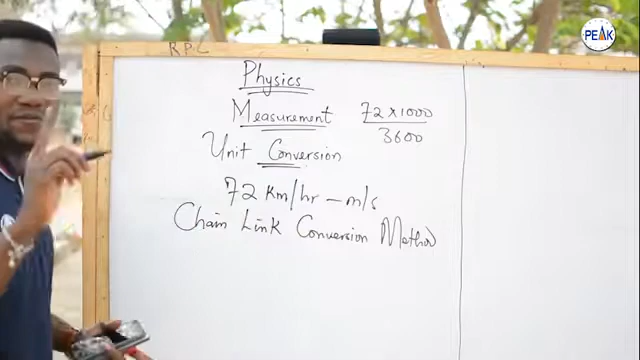 PEAK
RPC
Physics
Measurement
72 x 1000
3600
Unit Conversion
72 Km/hr - m/s
Chain Link Conversion Method